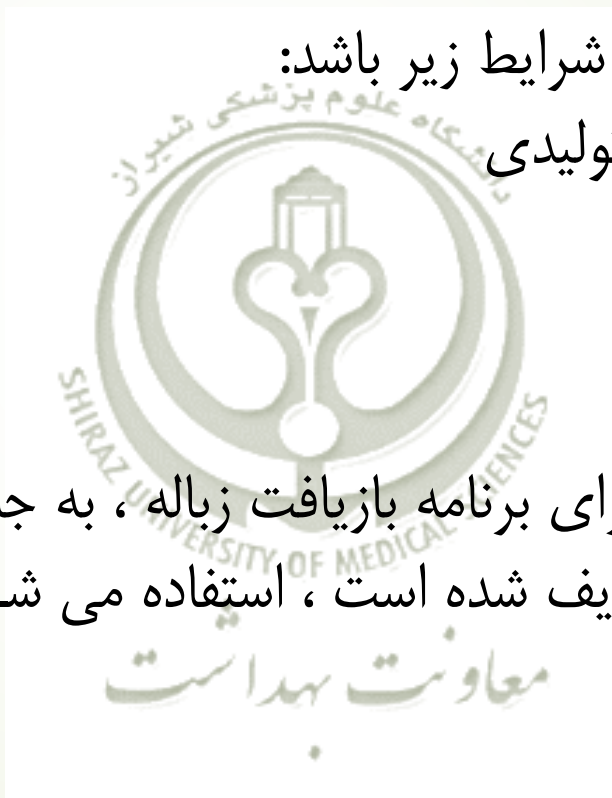 شرایط زیر باشد:
دانشگاه علوم پزشکی شیراز
ولیدی
SHIRAZ UNIVERSITY OF MEDICAL SCIENCES
رای برنامه بازیافت زباله ، به ج
یف شده است ، استفاده می ش
معاونت بهداشت